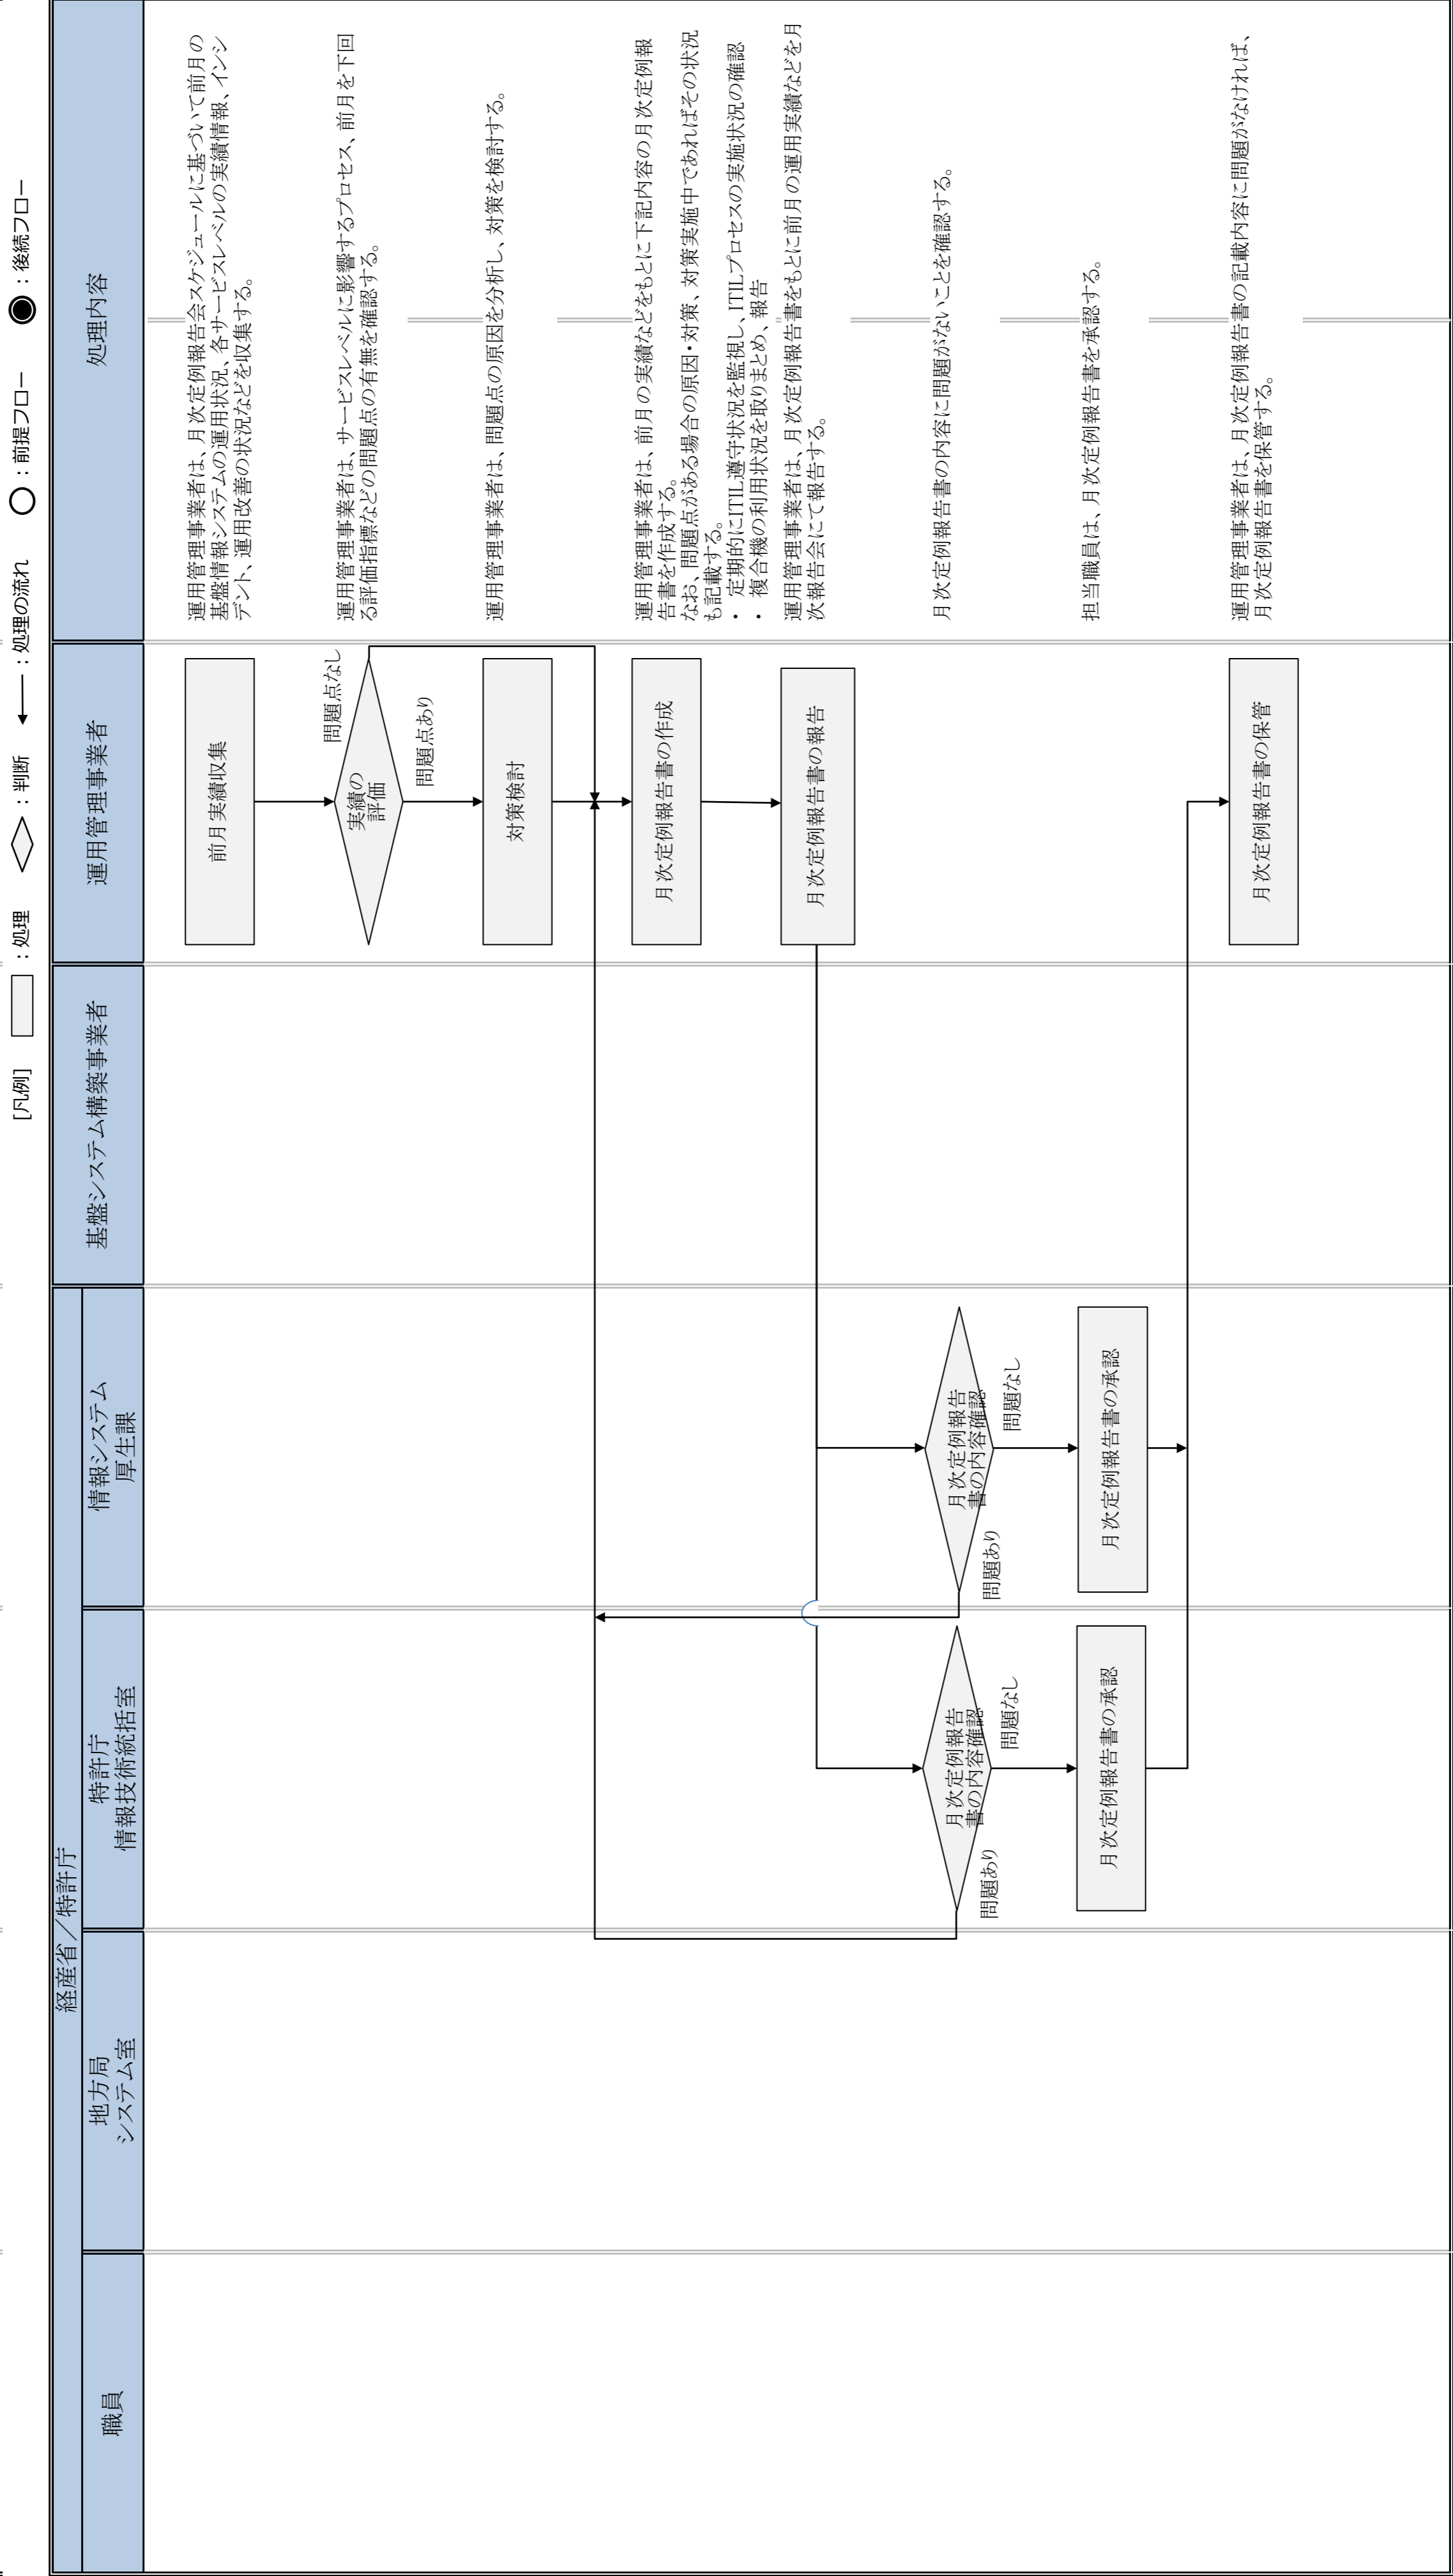 [凡例]
：処理
：判断
：処理の流れ
：前提フロー
：後続フロー
経産省／特許庁
職員
地方局
システム室
特許庁
情報技術統括室
情報システム
厚生課
基盤システム構築事業者
運用管理事業者
処理内容
前月実績収集
運用管理事業者は、月次定例報告会スケジュールに基づいて前月の
基盤情報システムの運用状況、各サービスレベルの実績情報、インシ
デント、運用改善の状況などを収集する。
実績の
評価
問題点なし
問題点あり
運用管理事業者は、サービスレベルに影響するプロセス、前月を下回
る評価指標などの問題点の有無を確認する。
対策検討
運用管理事業者は、問題点の原因を分析し、対策を検討する。
月次定例報告書の作成
運用管理事業者は、前月の実績などをもとに下記内容の月次定例報
告書を作成する。
なお、問題点がある場合の原因・対策、対策実施中であればその状況
も記載する。
・ 定期的にITIL遵守状況を監視し、ITILプロセスの実施状況の確認
・ 複合機の利用状況を取りまとめ、報告
月次定例報告書の報告
運用管理事業者は、月次定例報告書をもとに前月の運用実績などを月
次報告会にて報告する。
月次定例報告
書の内容確認
問題あり
問題なし
月次定例報告
書の内容確認
問題あり
問題なし
月次定例報告書の内容に問題がないことを確認する。
月次定例報告書の承認
月次定例報告書の承認
担当職員は、月次定例報告書を承認する。
月次定例報告書の保管
運用管理事業者は、月次定例報告書の記載内容に問題がなければ、
月次定例報告書を保管する。